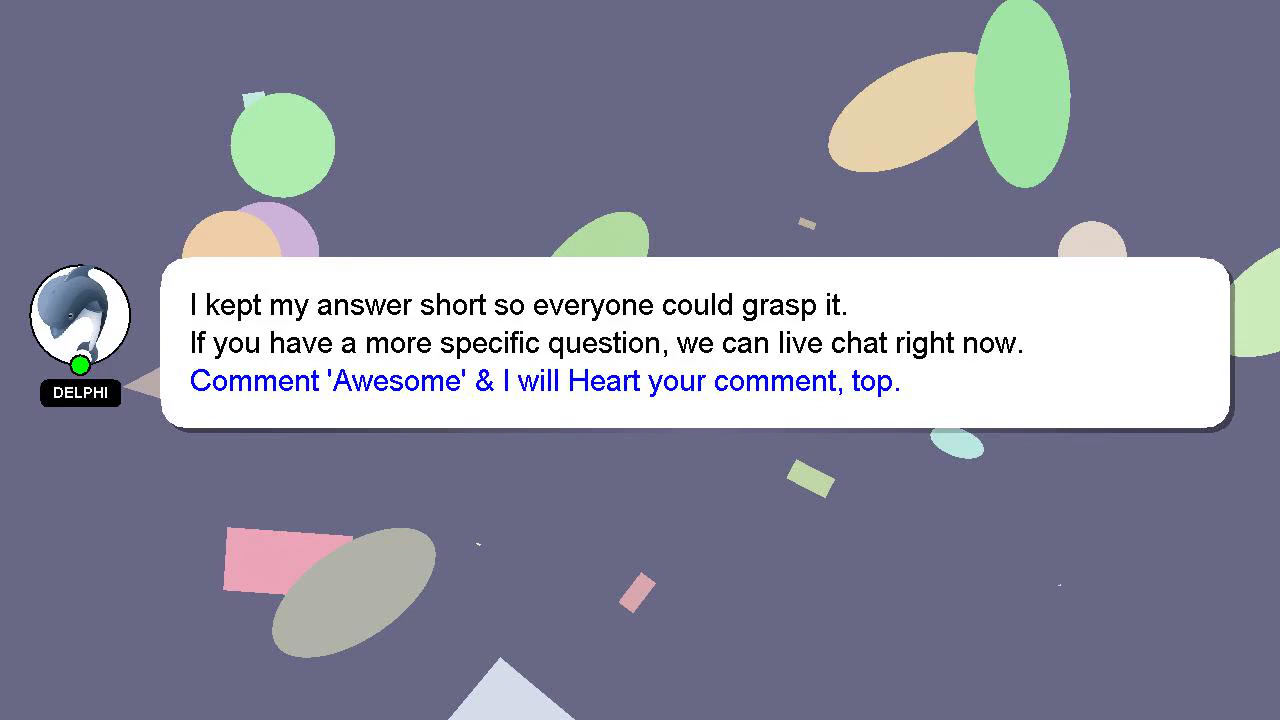 I kept my answer short so everyone could grasp it.
If you have a more specific question, we can live chat right now.
Comment 'Awesome' & I will Heart your comment, top.
DELPHI